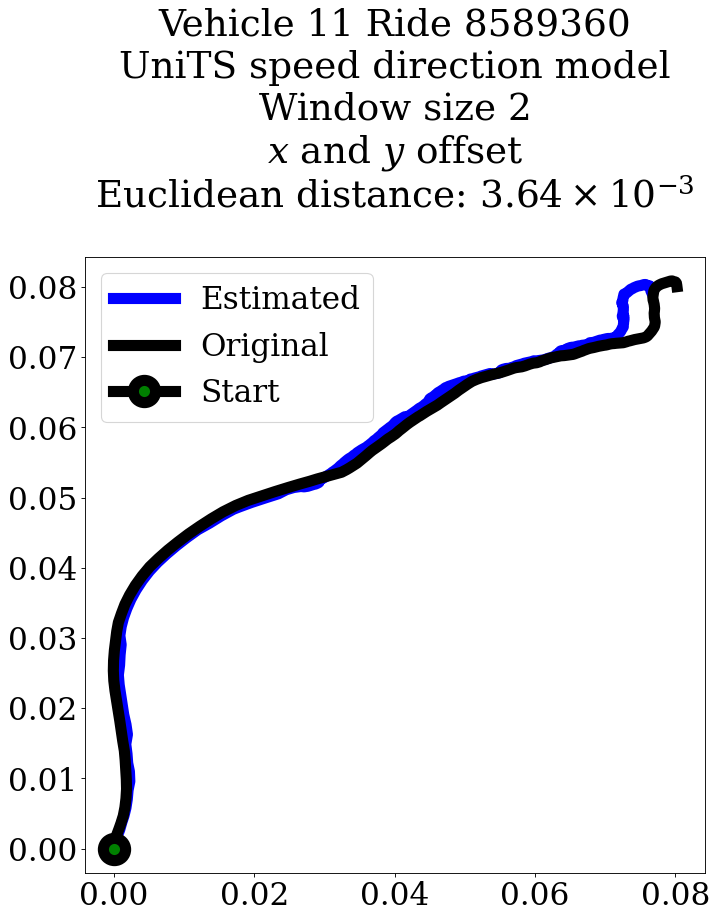 Vehicle 11 Ride 8589360
UniTS speed direction model
Window size 2
x and y offset
Euclidean distance: 3.64 × 10⁻³
Estimated
Original
Start
0.08
0.07
0.06
0.05
0.04
0.03
0.02
0.01
0.00
0.00 0.02 0.04 0.06 0.08